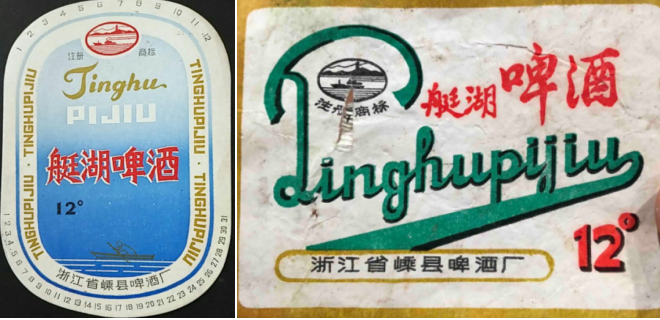 1 2 3 4 5 6 7 8 9 10 11 12
注册 商标
Tinghu
PIJIU
艇湖啤酒
12°
TINGHUPIJIU · TINGHUPIJIU
TINGHUPIJIU · TINGHUPIJIU
浙江省嵊县啤酒厂
1 2 3 4 5 6 7 8 9 10 11 12 13 14 15 16 17 18 19 20 21 22 23 24 25 26 27 28 29 30 31
注册商标
艇湖啤酒
Tinghupijiu
12°
浙江省嵊县啤酒厂